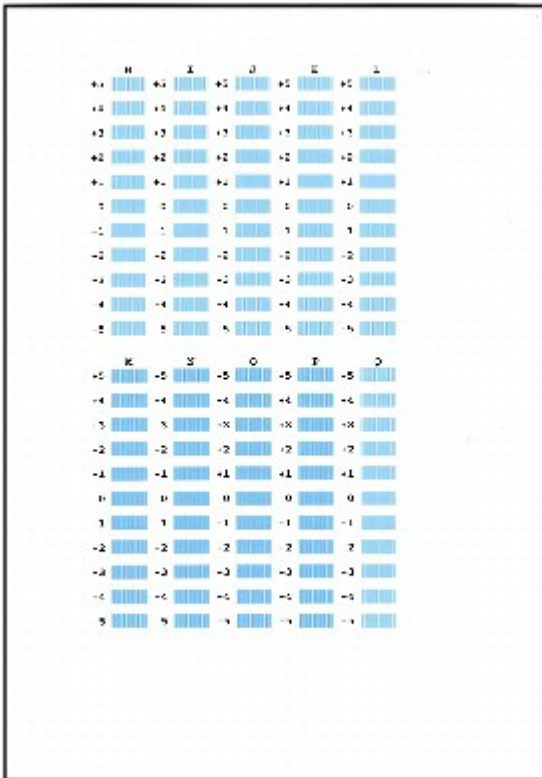 H I J K L
+5 +5 +5 +5 +5
+4 +4 +4 +4 +4
+3 +3 +3 +3 +3
+2 +2 +2 +2 +2
+1 +1 +1 +1 +1
0 0 0 0 0
-1 -1 -1 -1 -1
-2 -2 -2 -2 -2
-3 -3 -3 -3 -3
-4 -4 -4 -4 -4
-5 -5 -5 -5 -5
M N O P Q
+5 +5 +5 +5 +5
+4 +4 +4 +4 +4
+3 +3 +3 +3 +3
+2 +2 +2 +2 +2
+1 +1 +1 +1 +1
0 0 0 0 0
-1 -1 -1 -1 -1
-2 -2 -2 -2 -2
-3 -3 -3 -3 -3
-4 -4 -4 -4 -4
-5 -5 -5 -5 -5